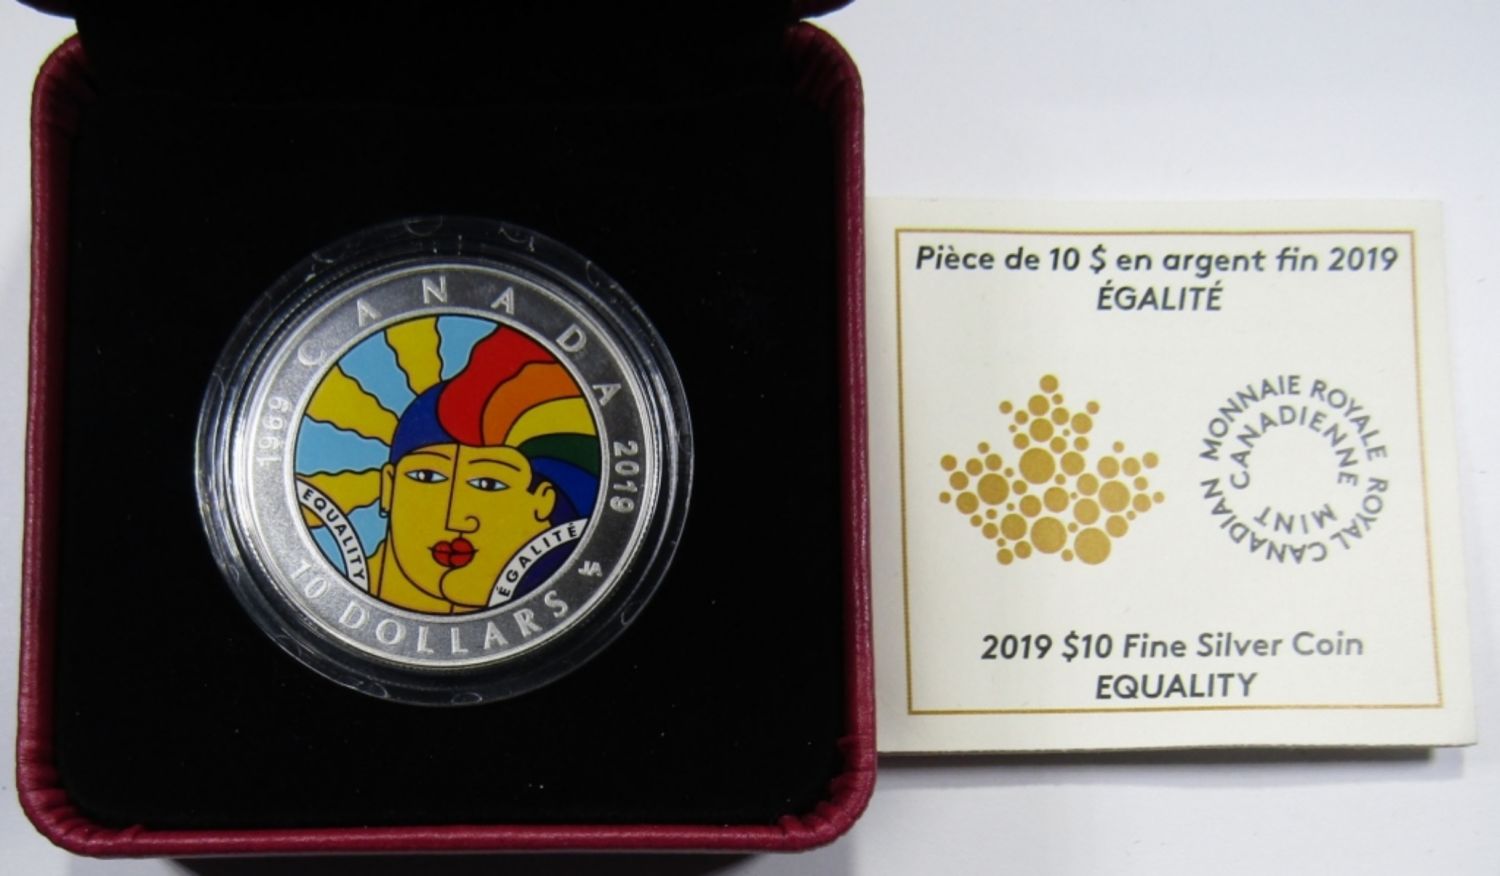 CANADA
1969
2019
EQUALITY
ÉGALITÉ
JA
10 DOLLARS
Pièce de 10 $ en argent fin 2019
ÉGALITÉ
MONNAIE ROYALE
CANADIENNE
ROYAL CANADIAN
MINT
2019 $10 Fine Silver Coin
EQUALITY